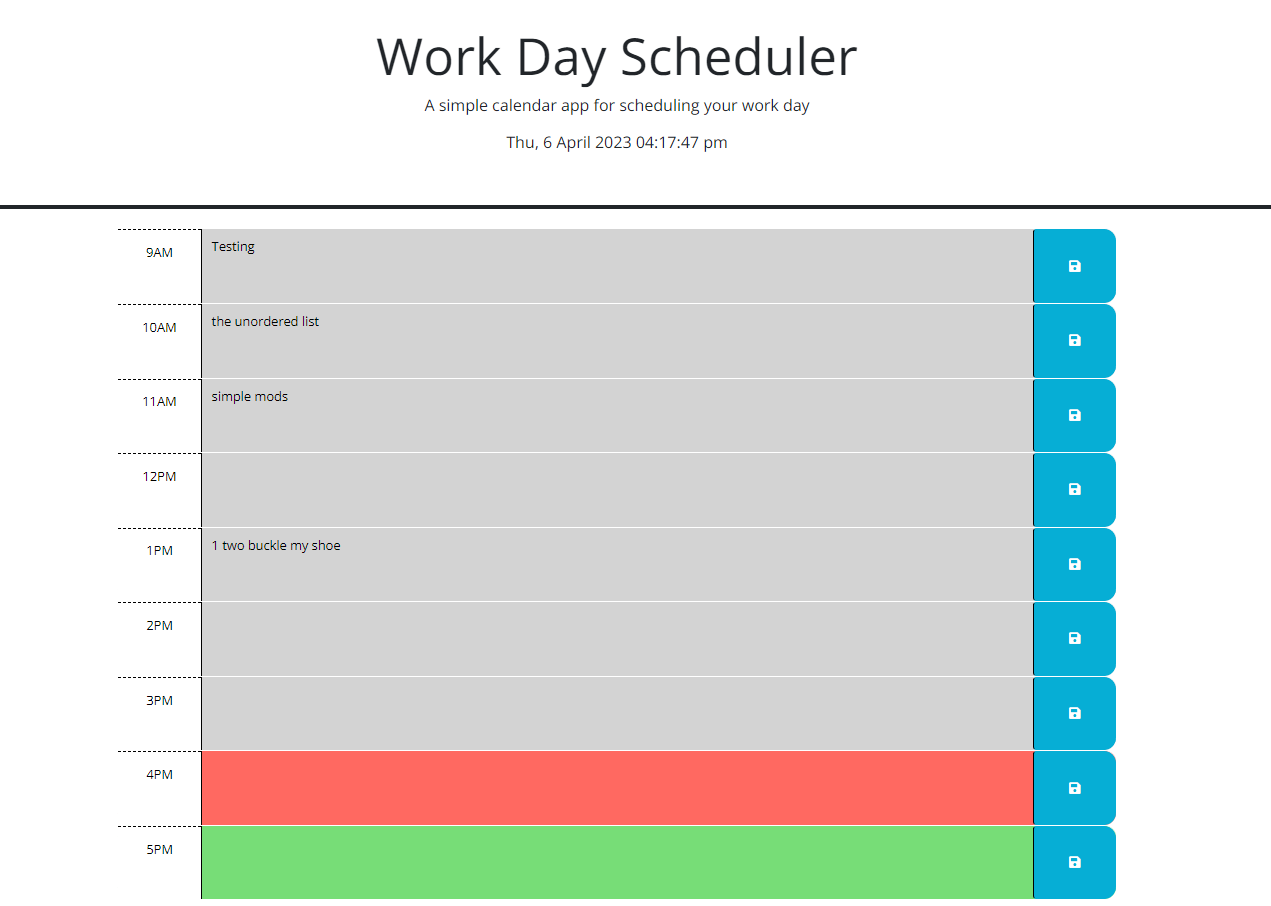 Work Day Scheduler
A simple calendar app for scheduling your work day
Thu, 6 April 2023 04:17:47 pm
9AM Testing
10AM the unordered list
11AM simple mods
12PM
1PM 1 two buckle my shoe
2PM
3PM
4PM
5PM